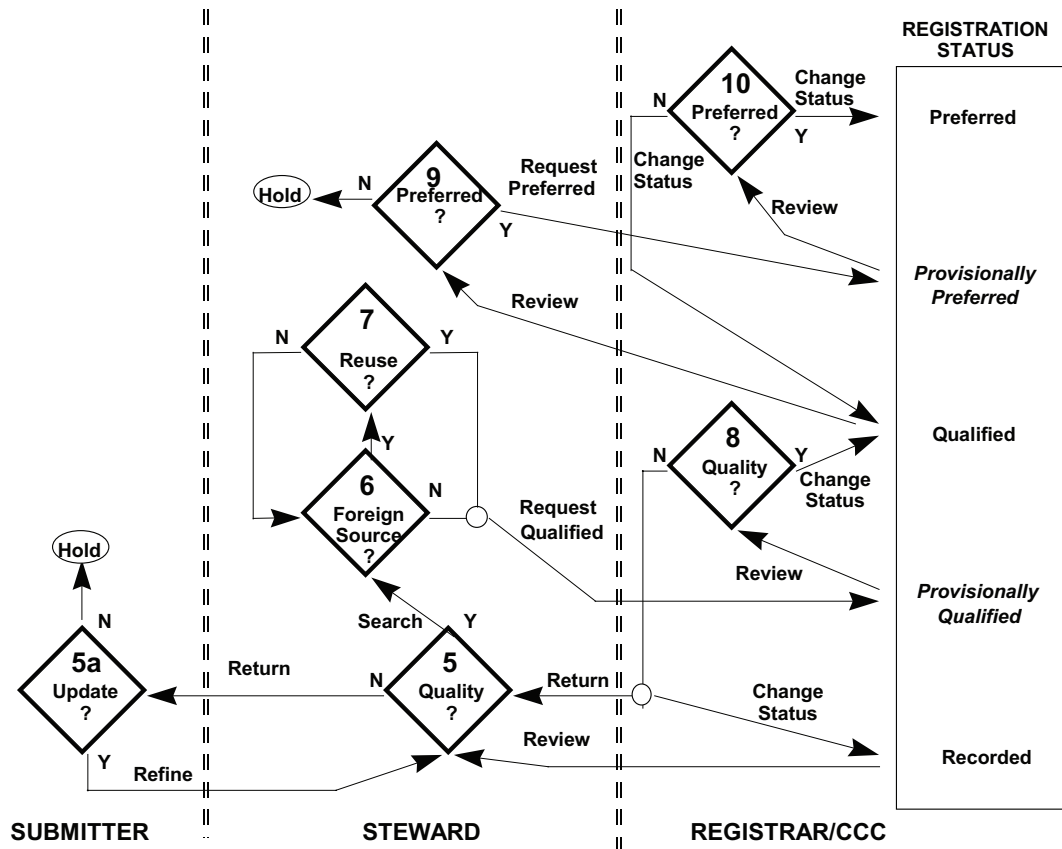 REGISTRATION
STATUS
10
Preferred
?
N
Y
Change
Status
Preferred
Change
Status
Request
Preferred
9
Preferred
?
N
Y
Hold
Review
Provisionally
Preferred
Review
7
Reuse
?
N
Y
Y
6
Foreign
Source
?
N
Request
Qualified
8
Quality
?
N
Y
Change
Status
Qualified
Hold
Review
Provisionally
Qualified
Search
N
Y
5a
Update
?
Y
Return
5
Quality
?
N
Return
Change
Status
Review
Recorded
Refine
SUBMITTER
STEWARD
REGISTRAR/CCC